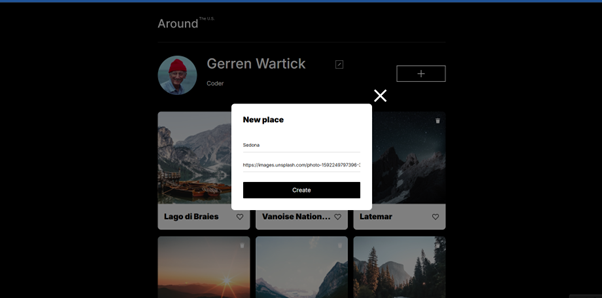 Around The U.S.
Gerren Wartick
Coder
New place
Sedona
https://images.unsplash.com/photo-1592249797396-
Create
Lago di Braies
Vanoise Nation...
Latemar